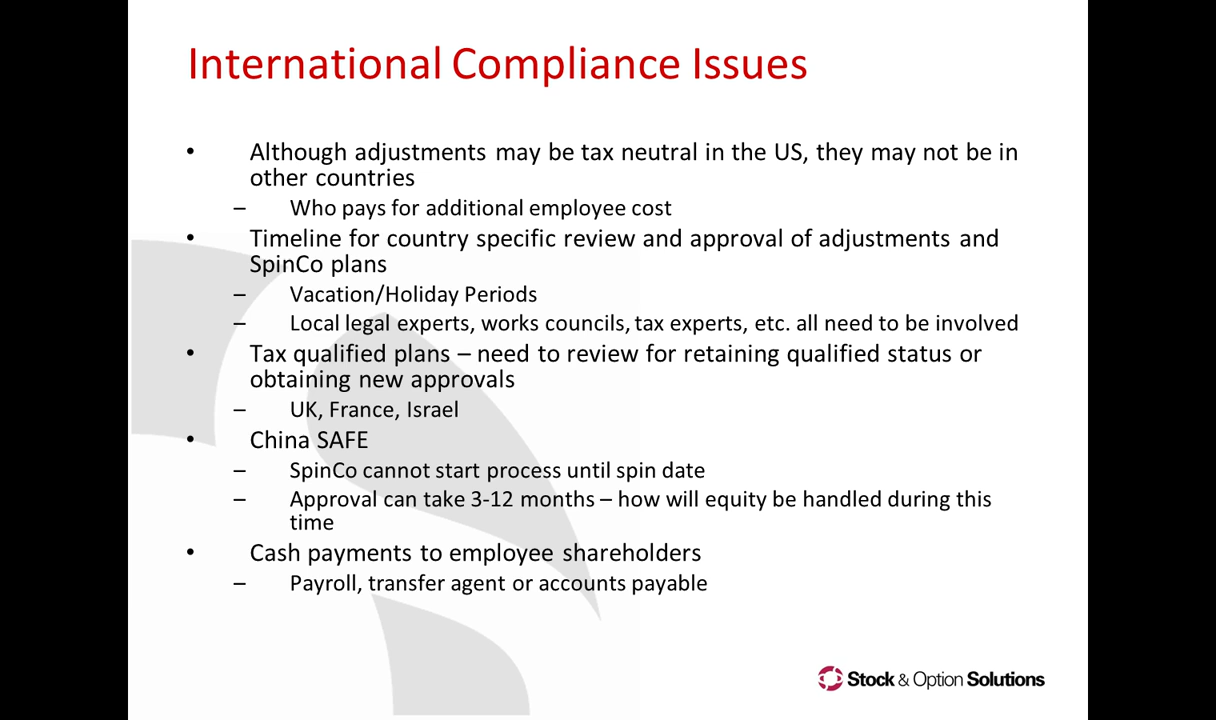 International Compliance Issues
• Although adjustments may be tax neutral in the US, they may not be in
other countries
– Who pays for additional employee cost
• Timeline for country specific review and approval of adjustments and
SpinCo plans
– Vacation/Holiday Periods
– Local legal experts, works councils, tax experts, etc. all need to be involved
• Tax qualified plans – need to review for retaining qualified status or
obtaining new approvals
– UK, France, Israel
• China SAFE
– SpinCo cannot start process until spin date
– Approval can take 3-12 months – how will equity be handled during this
time
• Cash payments to employee shareholders
– Payroll, transfer agent or accounts payable
Stock & Option Solutions